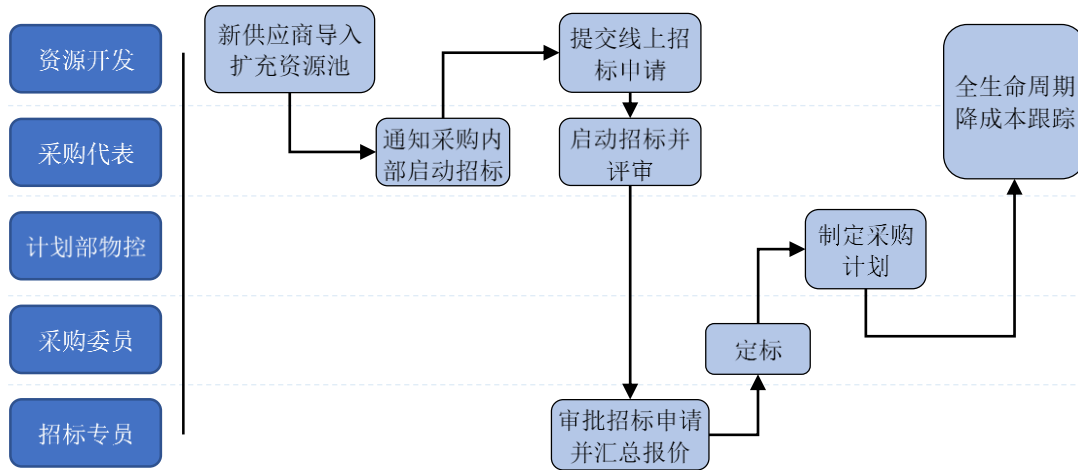 资源开发
采购代表
计划部物控
采购委员
招标专员
新供应商导入
扩充资源池
通知采购内
部启动招标
提交线上招
标申请
启动招标并
评审
审批招标申请
并汇总报价
定标
制定采购
计划
全生命周期
降成本跟踪